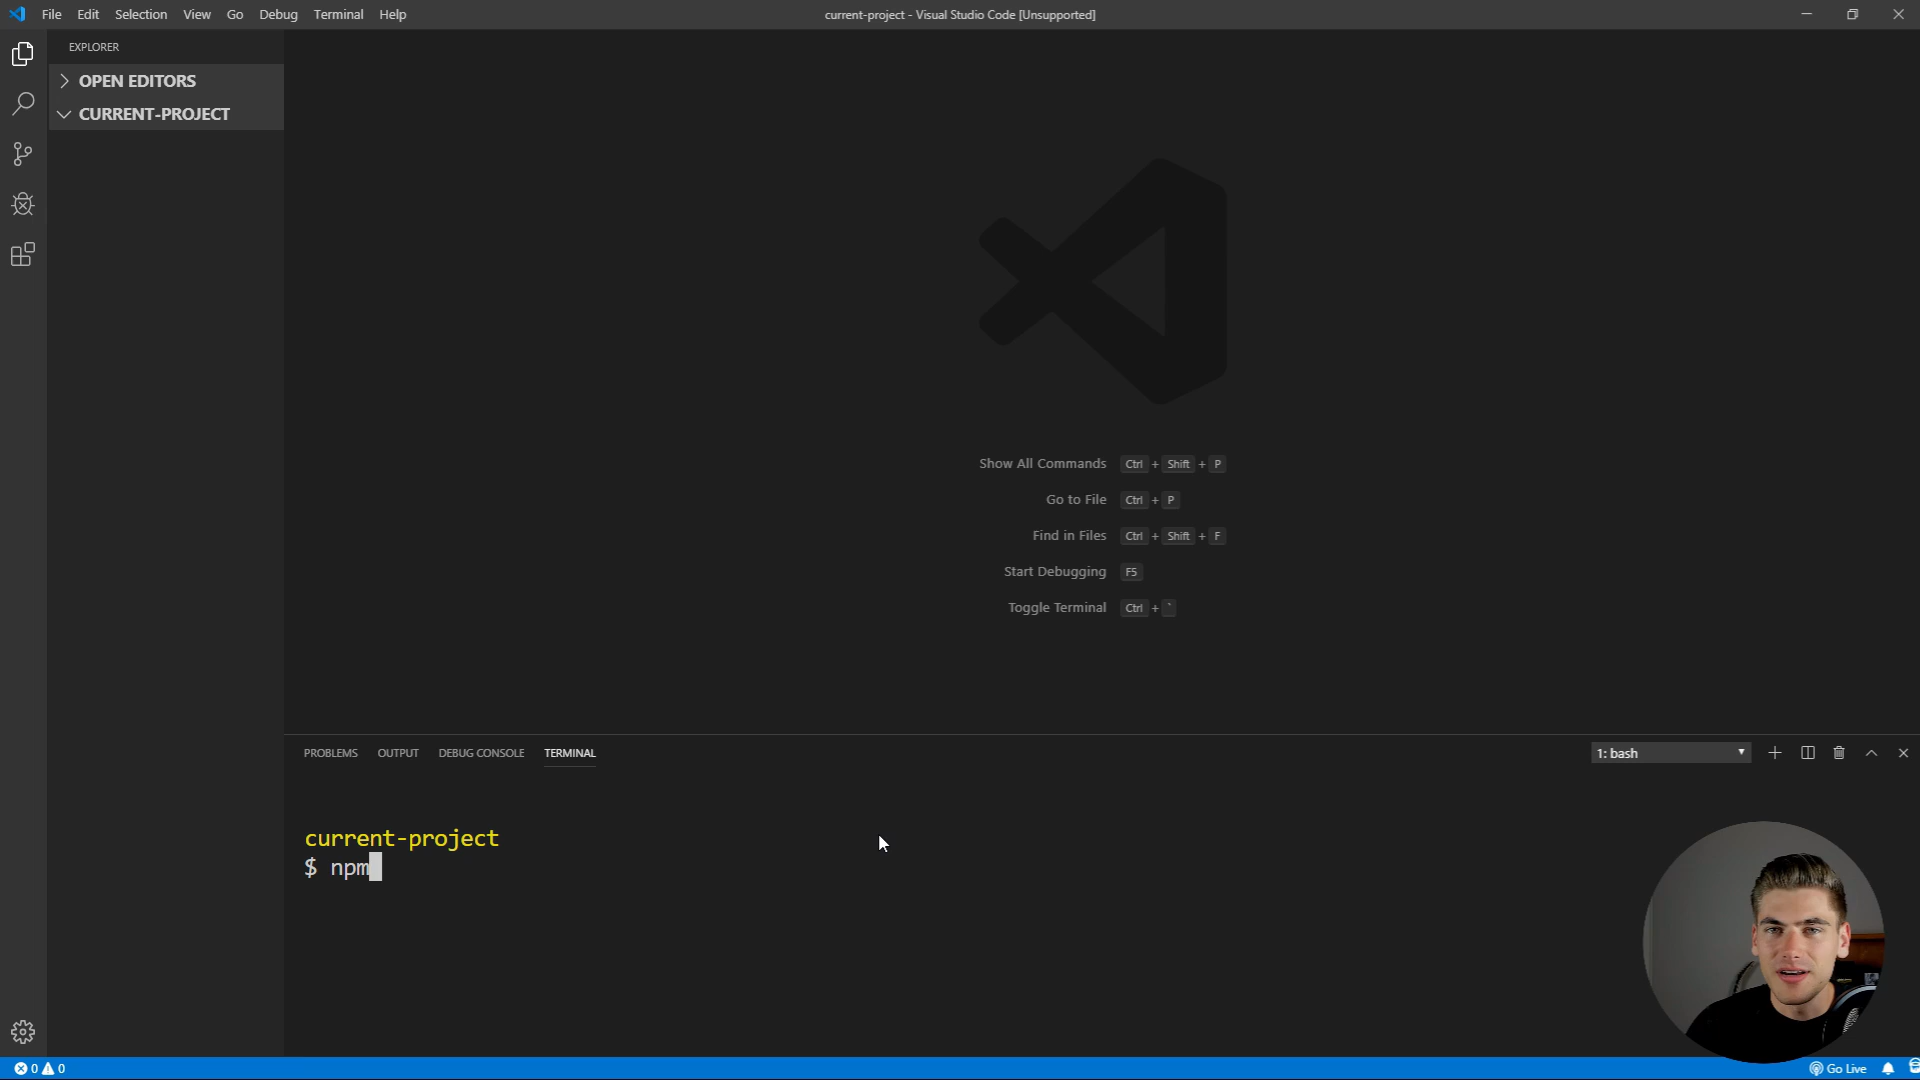 File Edit Selection View Go Debug Terminal Help
current-project - Visual Studio Code [Unsupported]
EXPLORER
OPEN EDITORS
CURRENT-PROJECT
Show All Commands Ctrl + Shift + P
Go to File Ctrl + P
Find in Files Ctrl + Shift + F
Start Debugging F5
Toggle Terminal Ctrl + `
PROBLEMS OUTPUT DEBUG CONSOLE TERMINAL
1: bash
current-project
$ npm
0 0
Go Live